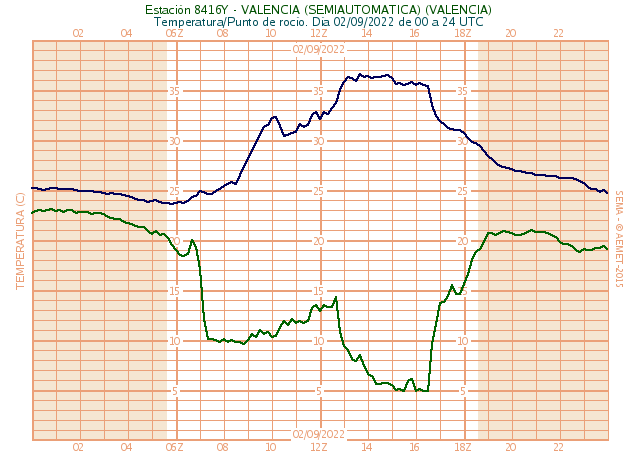 Estación 8416Y - VALENCIA (SEMIAUTOMATICA) (VALENCIA)
Temperatura/Punto de rocio. Dia 02/09/2022 de 00 a 24 UTC
02 04 06Z 08 10 12Z 14 16 18Z 20 22
02/09/2022
35 35
30 30
25 25
20 20
15 15
10 10
5 5
TEMPERATURA (C)
SEMA - © AEMET-2015
02/09/2022
02 04 06Z 08 10 12Z 14 16 18Z 20 22